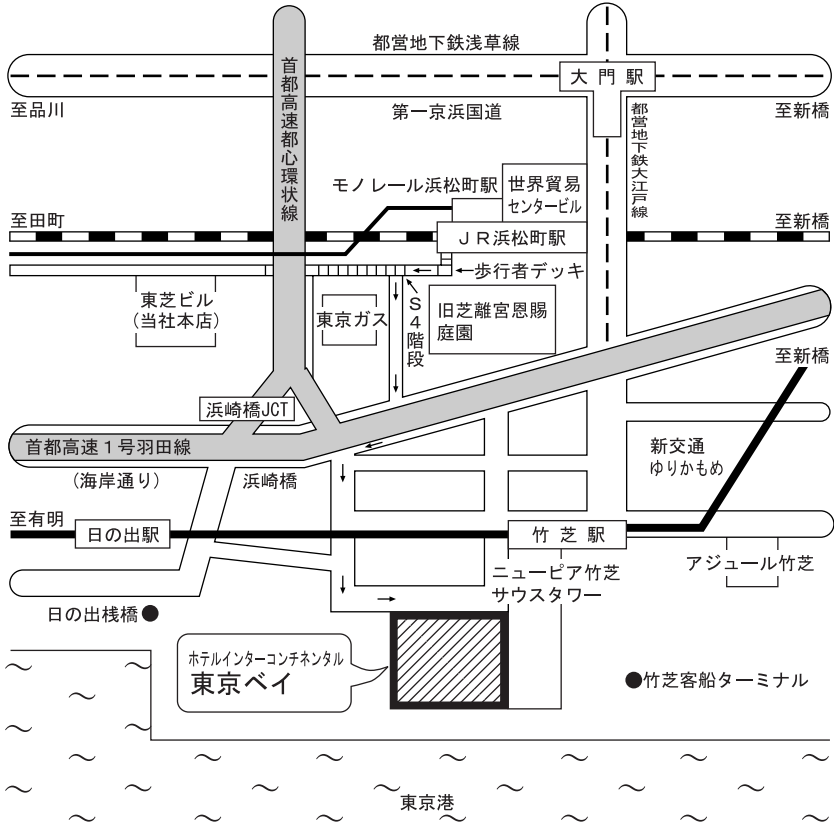 都営地下鉄浅草線
首都高速都心環状線
大門駅
至品川
第一京浜国道
都営地下鉄大江戸線
至新橋
モノレール浜松町駅
世界貿易
センタービル
至田町
JR浜松町駅
至新橋
←歩行者デッキ
東芝ビル
(当社本店)
東京ガス
S4階段
旧芝離宮恩賜
庭園
至新橋
浜崎橋JCT
首都高速1号羽田線
(海岸通り)
浜崎橋
新交通
ゆりかもめ
至有明
日の出駅
竹芝駅
ニューピア竹芝
サウスタワー
アジュール竹芝
日の出桟橋●
ホテルインターコンチネンタル
東京ベイ
●竹芝客船ターミナル
東京港